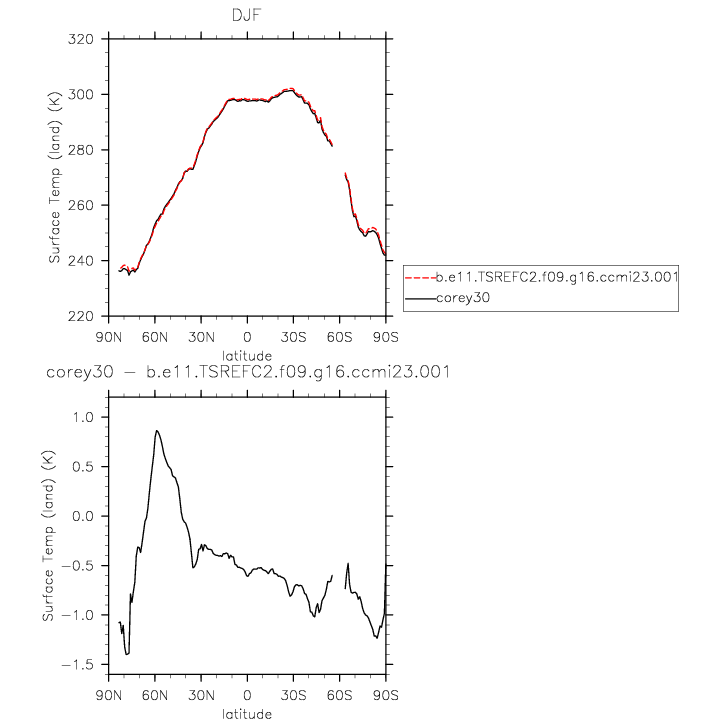 DJF
320
300
280
260
240
220
Surface Temp (land) (K)
90N 60N 30N 0 30S 60S 90S
latitude
b.e11.TSREFC2.f09.g16.ccmi23.001
corey30
corey30 − b.e11.TSREFC2.f09.g16.ccmi23.001
1.0
0.5
0.0
−0.5
−1.0
−1.5
Surface Temp (land) (K)
90N 60N 30N 0 30S 60S 90S
latitude